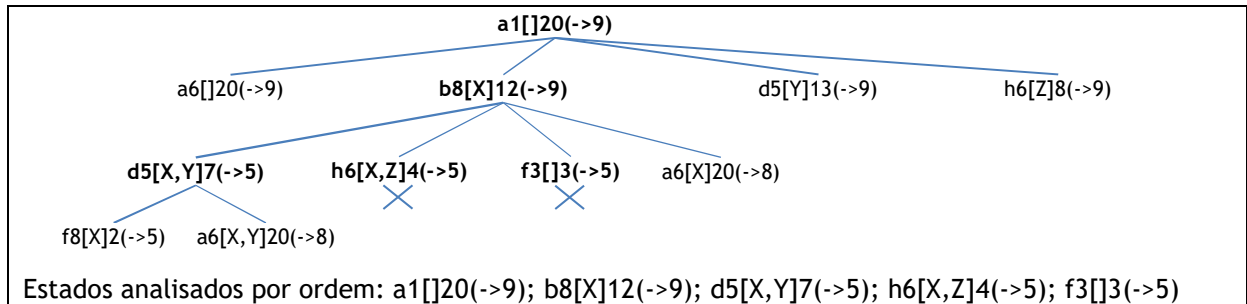 a1[]20(->9)
a6[]20(->9) b8[X]12(->9) d5[Y]13(->9) h6[Z]8(->9)
d5[X,Y]7(->5) h6[X,Z]4(->5) f3[]3(->5) a6[X]20(->8)
f8[X]2(->5) a6[X,Y]20(->8)
Estados analisados por ordem: a1[]20(->9); b8[X]12(->9); d5[X,Y]7(->5); h6[X,Z]4(->5); f3[]3(->5)